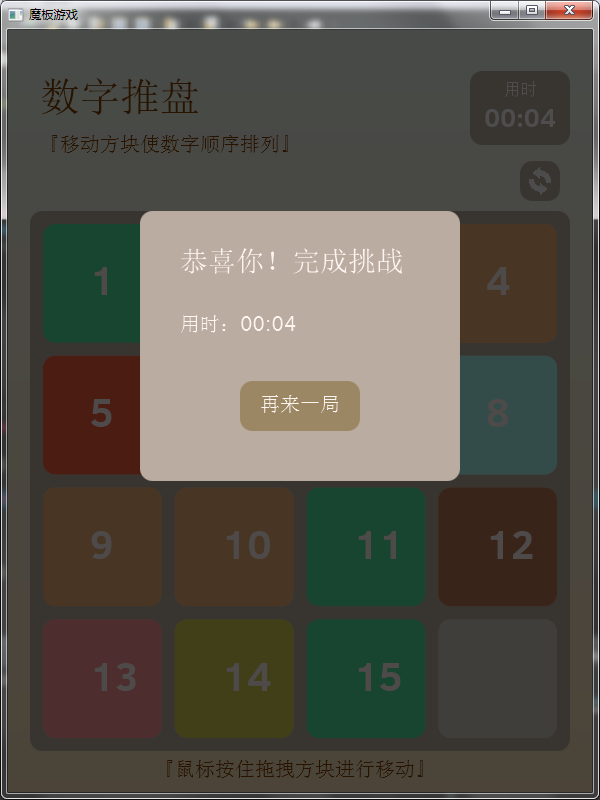 魔板游戏
数字推盘
用时
00:04
『移动方块使数字顺序排列』
恭喜你！完成挑战
用时：00:04
再来一局
1
4
5
8
9 10 11 12
13 14 15
『鼠标按住拖拽方块进行移动』